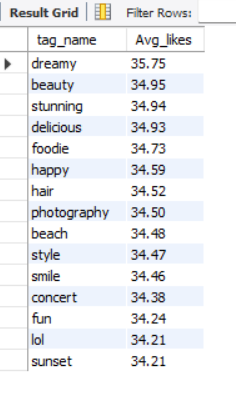 Result Grid Filter Rows:
tag_name Avg_likes
dreamy 35.75
beauty 34.95
stunning 34.94
delicious 34.93
foodie 34.73
happy 34.59
hair 34.52
photography 34.50
beach 34.48
style 34.47
smile 34.46
concert 34.38
fun 34.24
lol 34.21
sunset 34.21